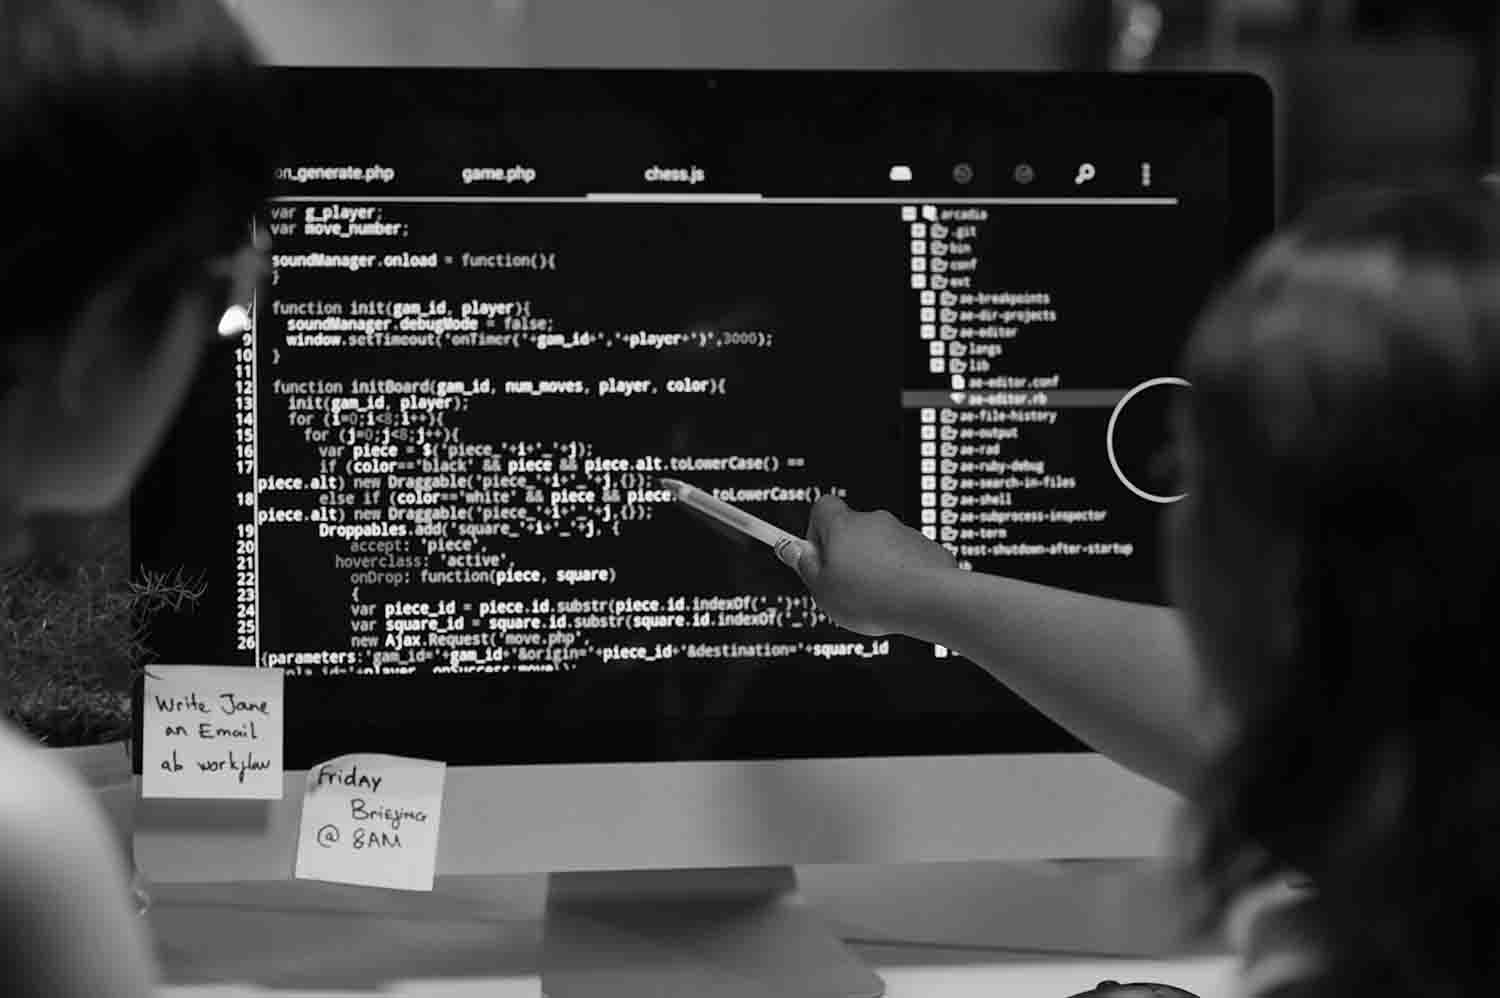 on_generate.php game.php chess.js
var g_player;
var move_number;
soundManager.onload = function(){
}
function init(gam_id, player){
8 soundManager.debugMode = false;
9 window.setTimeout('onTimer('+gam_id+','+player+')',3000);
10 }
11
12 function initBoard(gam_id, num_moves, player, color){
13 init(gam_id, player);
14 for (i=0;i<8;i++){
15 for (j=0;j<8;j++){
16 var piece = $('piece_'+i+'_'+j);
17 if (color=='black' && piece && piece.alt.toLowerCase() ==
piece.alt) new Draggable('piece_'+i+'_'+j,{});
18 else if (color=='white' && piece && piece. toLowerCase() !=
piece.alt) new Draggable('piece_'+i+'_'+j,{});
19 Droppables.add('square_'+i+'_'+j, {
20 accept: 'piece',
21 hoverclass: 'active',
22 onDrop: function(piece, square)
23 {
24 var piece_id = piece.id.substr(piece.id.indexOf('_')+1)
25 var square_id = square.id.substr(square.id.indexOf('_')+
26 new Ajax.Request('move.php',
{parameters:'gam_id='+gam_id+'&origin='+piece_id+'&destination='+square_id
arcadia
.git
bin
conf
ext
ae-breakpoints
ae-dir-projects
ae-editor
langs
lib
ae-editor.conf
ae-editor.rb
ae-file-history
ae-output
ae-rad
ae-ruby-debug
ae-search-in-files
ae-shell
ae-subprocess-inspector
ae-term
test-shutdown-after-startup
Write Jane
an Email
ab workflow
Friday
Briefing
@ 8AM